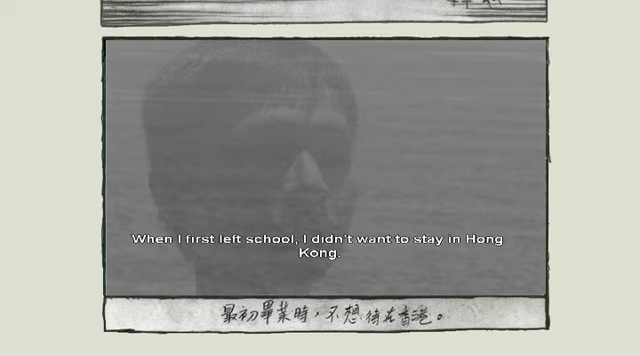 When I first left school, I didn't want to stay in Hong
Kong.
最初畢業時，不想待在香港。